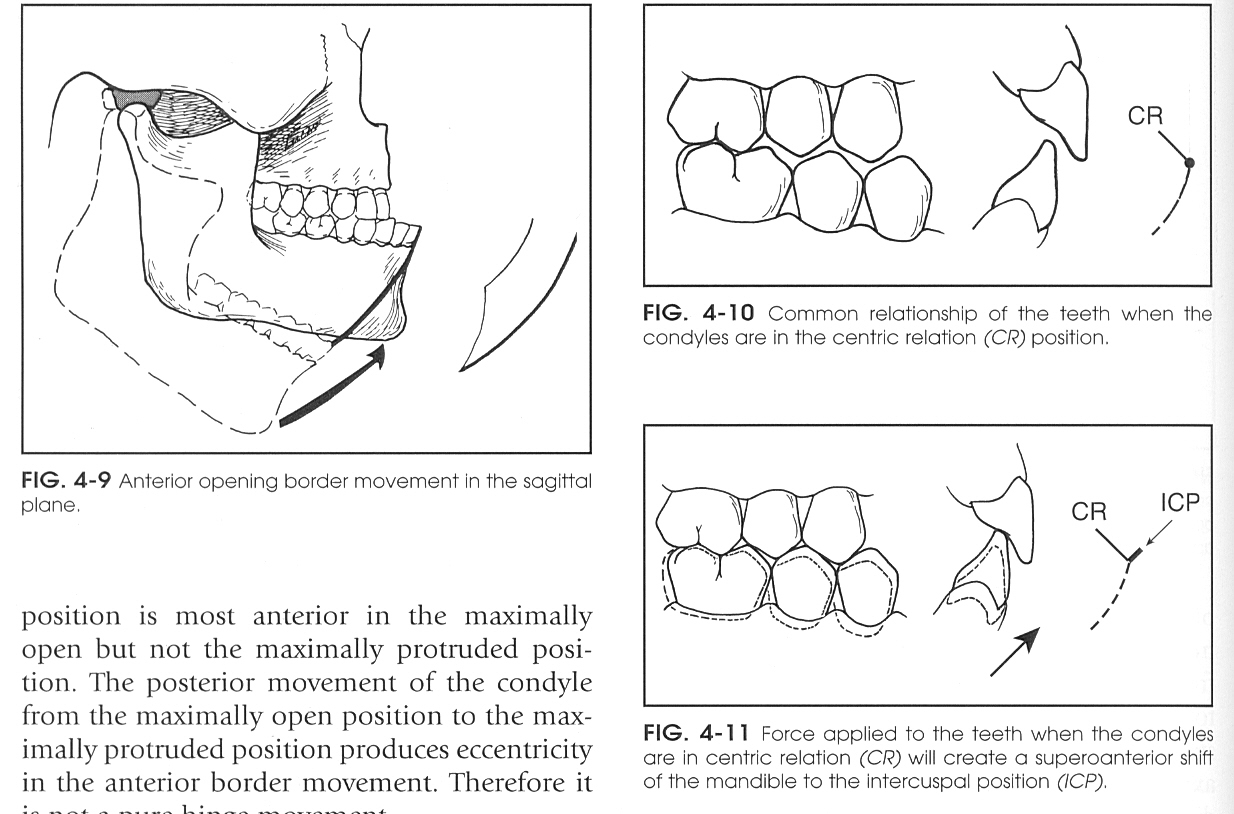 FIG. 4-9 Anterior opening border movement in the sagittal
plane.
position is most anterior in the maximally
open but not the maximally protruded posi-
tion. The posterior movement of the condyle
from the maximally open position to the max-
imally protruded position produces eccentricity
in the anterior border movement. Therefore it
is not a pure hinge movement
CR
FIG. 4-10 Common relationship of the teeth when the
condyles are in the centric relation (CR) position.
CR
ICP
FIG. 4-11 Force applied to the teeth when the condyles
are in centric relation (CR) will create a superoanterior shift
of the mandible to the intercuspal position (ICP).